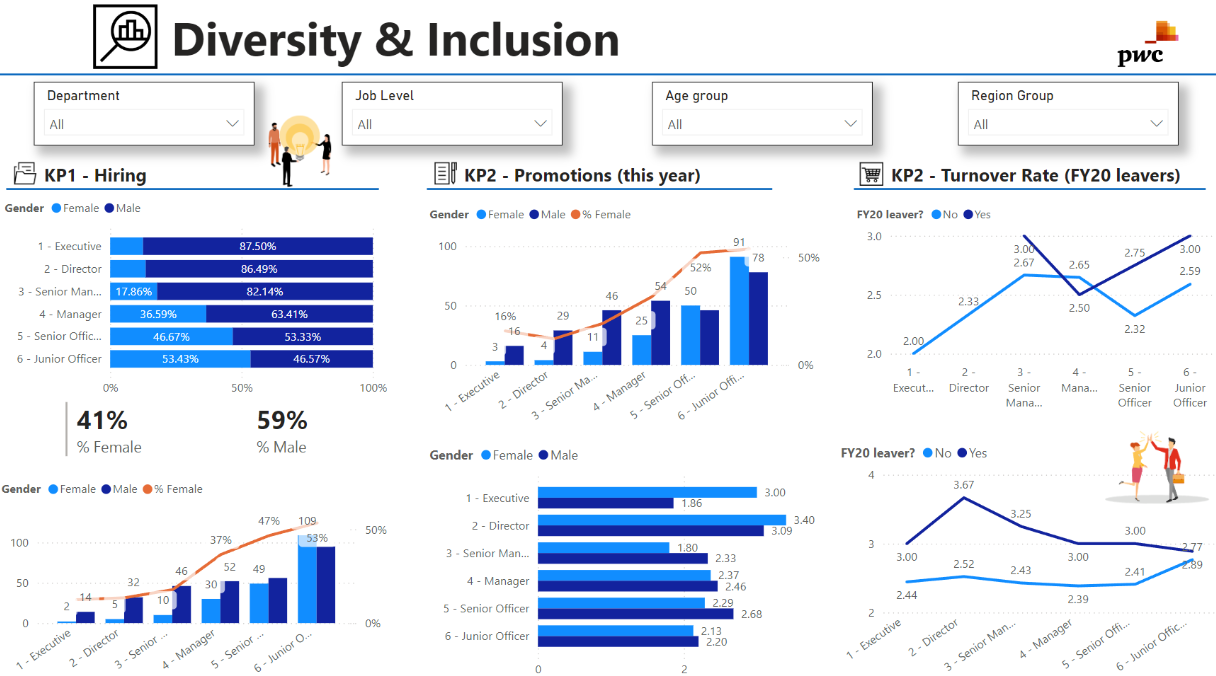 Diversity & Inclusion
pwc
Department
All
Job Level
All
Age group
All
Region Group
All
KP1 - Hiring
Gender Female Male
1 - Executive 87.50%
2 - Director 86.49%
3 - Senior Man... 17.86% 82.14%
4 - Manager 36.59% 63.41%
5 - Senior Offic... 46.67% 53.33%
6 - Junior Officer 53.43% 46.57%
0% 50% 100%
41%
% Female
59%
% Male
Gender Female Male % Female
100
50
0
50%
0%
2 14
5 32
10 46
37%
30 52
47%
49
109
53%
1 - Executive
2 - Director
3 - Senior ...
4 - Manager
5 - Senior ...
6 - Junior O...
KP2 - Promotions (this year)
Gender Female Male % Female
100
50
0
50%
0%
16%
3 16
4 29
11 46
25 54
52%
50
91
78
1 - Executive
2 - Director
3 - Senior Ma...
4 - Manager
5 - Senior Off...
6 - Junior Offi...
Gender Female Male
1 - Executive 3.00
1.86
2 - Director 3.40
3.09
3 - Senior Man... 1.80
2.33
4 - Manager 2.37
2.46
5 - Senior Officer 2.29
2.68
6 - Junior Officer 2.13
2.20
0 2
KP2 - Turnover Rate (FY20 leavers)
FY20 leaver? No Yes
3.0
2.5
2.0
2.00
2.33
3.00
2.67
2.65
2.50
2.75
2.32
3.00
2.59
1 - Execut...
2 - Director
3 - Senior Mana...
4 - Mana...
5 - Senior Officer
6 - Junior Officer
FY20 leaver? No Yes
4
3
2
3.00
2.44
3.67
2.52
3.25
2.43
3.00
2.39
3.00
2.41
2.77
2.89
1 - Executive
2 - Director
3 - Senior Man...
4 - Manager
5 - Senior Offi...
6 - Junior Offic...